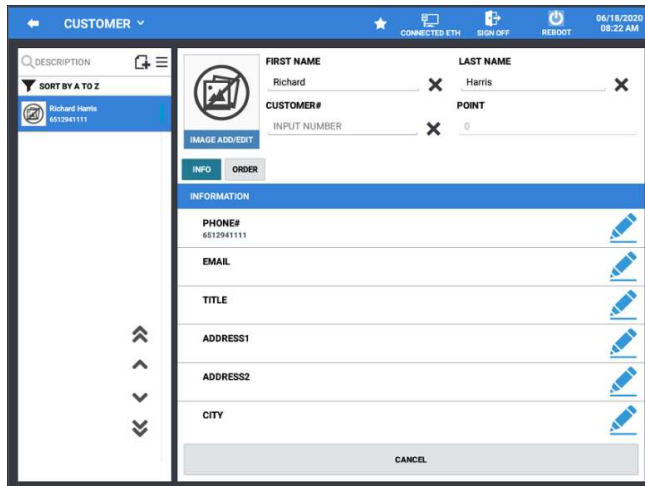 CUSTOMER
CONNECTED ETH
SIGN OFF
REBOOT
06/18/2020
08:22 AM
DESCRIPTION
SORT BY A TO Z
Richard Harris
6512941111
IMAGE ADD/EDIT
FIRST NAME
Richard
LAST NAME
Harris
CUSTOMER#
INPUT NUMBER
POINT
0
INFO
ORDER
INFORMATION
PHONE#
6512941111
EMAIL
TITLE
ADDRESS1
ADDRESS2
CITY
CANCEL